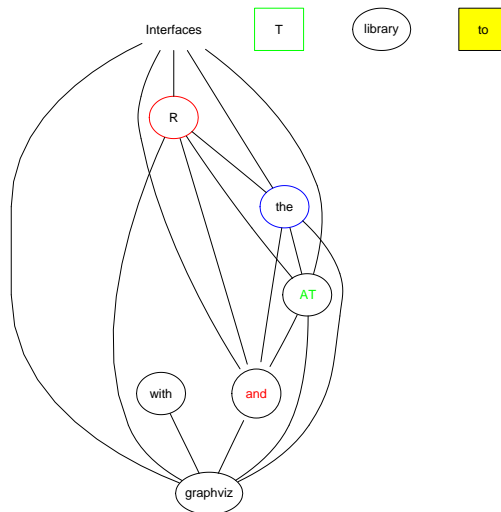 Interfaces
T
library
to
R
the
AT
with
and
graphviz